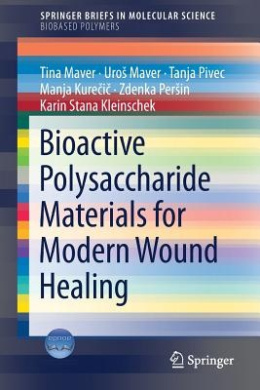 SPRINGER BRIEFS IN MOLECULAR SCIENCE
BIOBASED POLYMERS
Tina Maver · Uroš Maver · Tanja Pivec
Manja Kurečič · Zdenka Peršin
Karin Stana Kleinschek
Bioactive
Polysaccharide
Materials for
Modern Wound
Healing
Springer